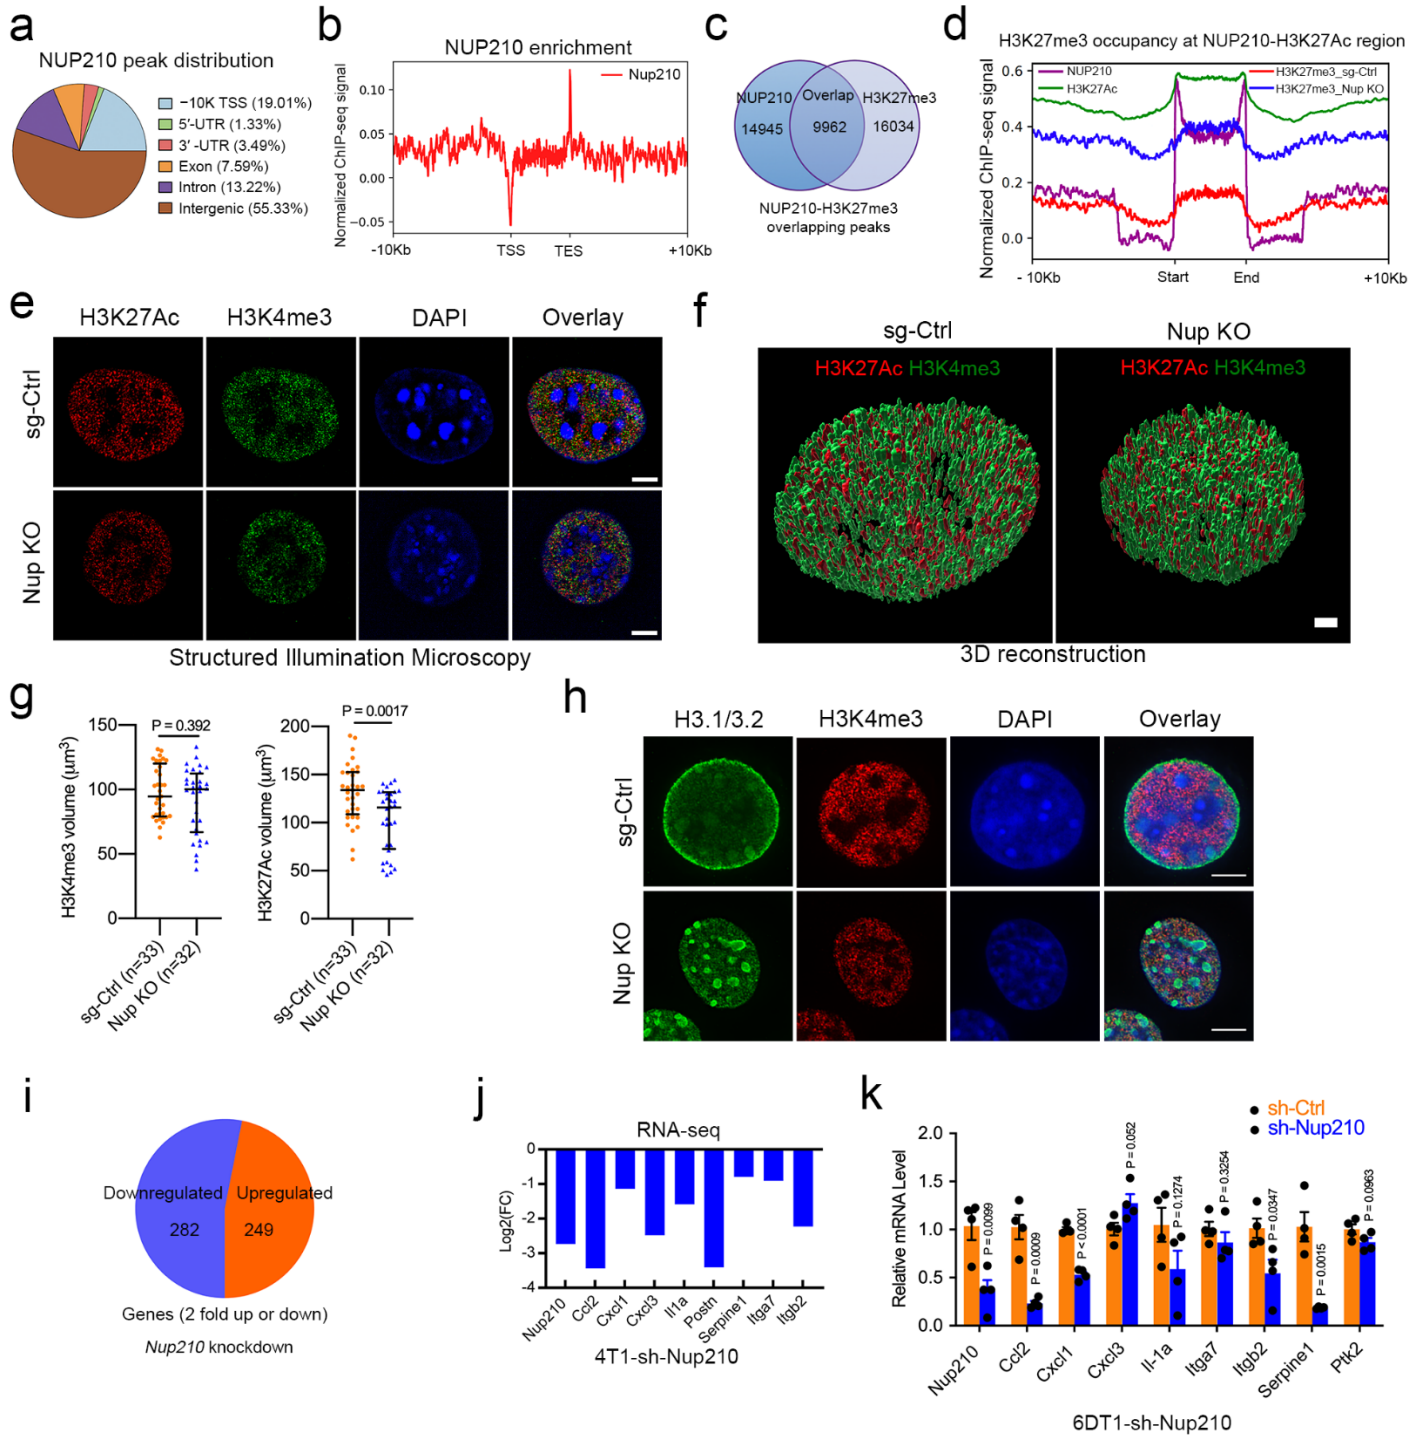 a
NUP210 peak distribution
−10K TSS (19.01%)
5′-UTR (1.33%)
3′ -UTR (3.49%)
Exon (7.59%)
Intron (13.22%)
Intergenic (55.33%)
b
NUP210 enrichment
Normalized ChIP-seq signal
0.10
0.05
0.00
−0.05
Nup210
-10Kb
TSS
TES
+10Kb
c
NUP210
Overlap
H3K27me3
14945
9962
16034
NUP210-H3K27me3
overlapping peaks
d
H3K27me3 occupancy at NUP210-H3K27Ac region
Normalized ChIP-seq signal
0.6
0.4
0.2
0.0
NUP210
H3K27Ac
H3K27me3_sg-Ctrl
H3K27me3_Nup KO
- 10Kb
Start
End
+10Kb
e
H3K27Ac
H3K4me3
DAPI
Overlay
sg-Ctrl
Nup KO
Structured Illumination Microscopy
f
sg-Ctrl
Nup KO
H3K27Ac H3K4me3
H3K27Ac H3K4me3
3D reconstruction
g
H3K4me3 volume (µm³)
150
100
50
0
P = 0.392
sg-Ctrl (n=33)
Nup KO (n=32)
H3K27Ac volume (µm³)
200
150
100
50
0
P = 0.0017
sg-Ctrl (n=33)
Nup KO (n=32)
h
H3.1/3.2
H3K4me3
DAPI
Overlay
sg-Ctrl
Nup KO
i
Downregulated
282
Upregulated
249
Genes (2 fold up or down)
Nup210 knockdown
j
RNA-seq
Log2(FC)
0
-1
-2
-3
-4
Nup210
Ccl2
Cxcl1
Cxcl3
Il1a
Postn
Serpine1
Itga7
Itgb2
4T1-sh-Nup210
k
sh-Ctrl
sh-Nup210
Relative mRNA Level
2.0
1.5
1.0
0.5
0.0
P = 0.0099
P = 0.0009
P < 0.0001
P = 0.052
P = 0.1274
P = 0.3254
P = 0.0347
P = 0.0015
P = 0.0963
Nup210
Ccl2
Cxcl1
Cxcl3
Il-1a
Itga7
Itgb2
Serpine1
Ptk2
6DT1-sh-Nup210